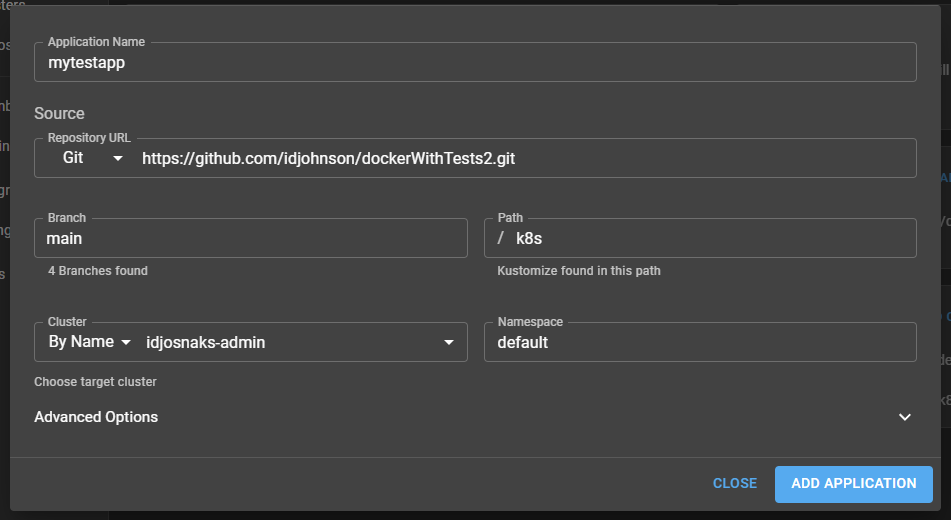 Application Name
mytestapp
Source
Repository URL
Git https://github.com/idjohnson/dockerWithTests2.git
Branch Path
main / k8s
4 Branches found Kustomize found in this path
Cluster Namespace
By Name idjosnaks-admin default
Choose target cluster
Advanced Options
CLOSE ADD APPLICATION